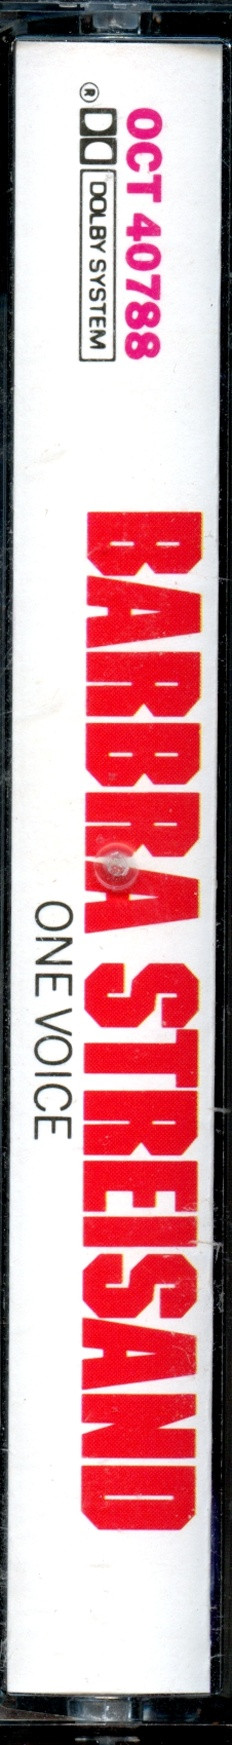 OCT 40788
® DOLBY SYSTEM
BARBRA STREISAND
ONE VOICE